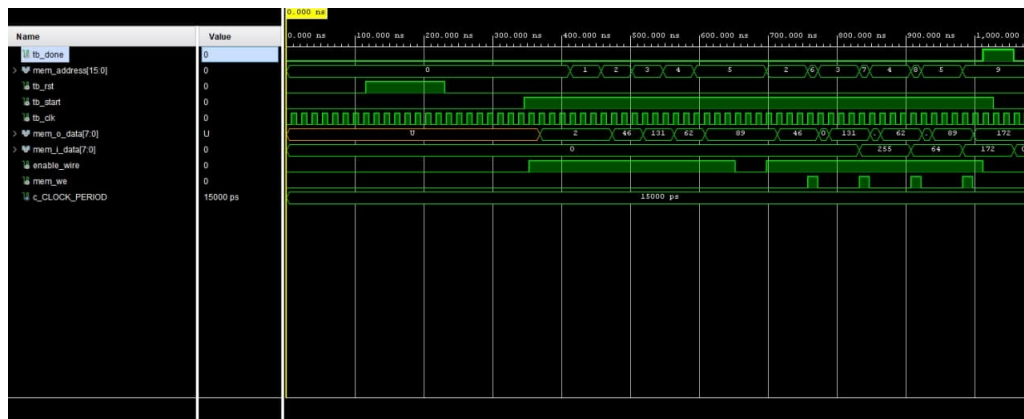 0.000 ns
Name Value 0.000 ns 100.000 ns 200.000 ns 300.000 ns 400.000 ns 500.000 ns 600.000 ns 700.000 ns 800.000 ns 900.000 ns 1,000.000
tb_done 0
mem_address[15:0] 0 0 1 2 3 4 5 2 6 3 7 4 8 5 9
tb_rst 0
tb_start 0
tb_clk 0
mem_o_data[7:0] U U 2 46 131 62 89 46 0 131 . 62 . 89 172
mem_i_data[7:0] 0 0 255 64 172 0
enable_wire 0
mem_we 0
c_CLOCK_PERIOD 15000 ps 15000 ps